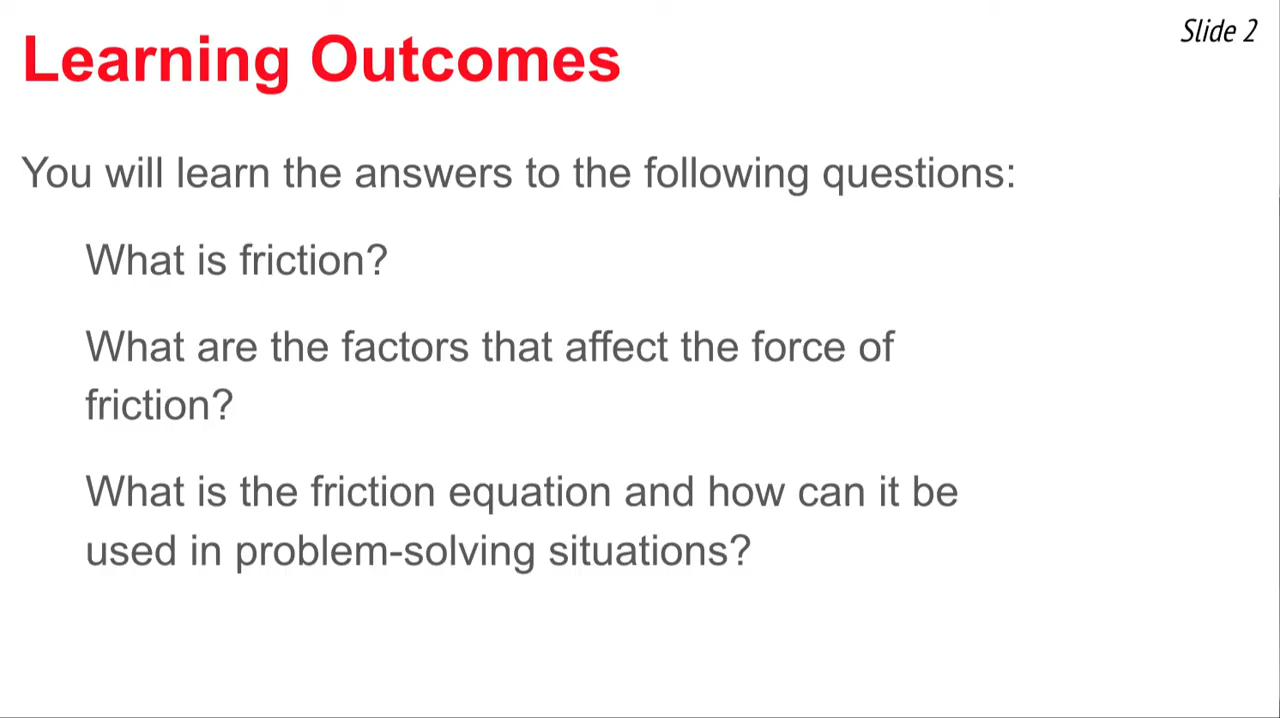 Slide 2
Learning Outcomes
You will learn the answers to the following questions:
What is friction?
What are the factors that affect the force of
friction?
What is the friction equation and how can it be
used in problem-solving situations?